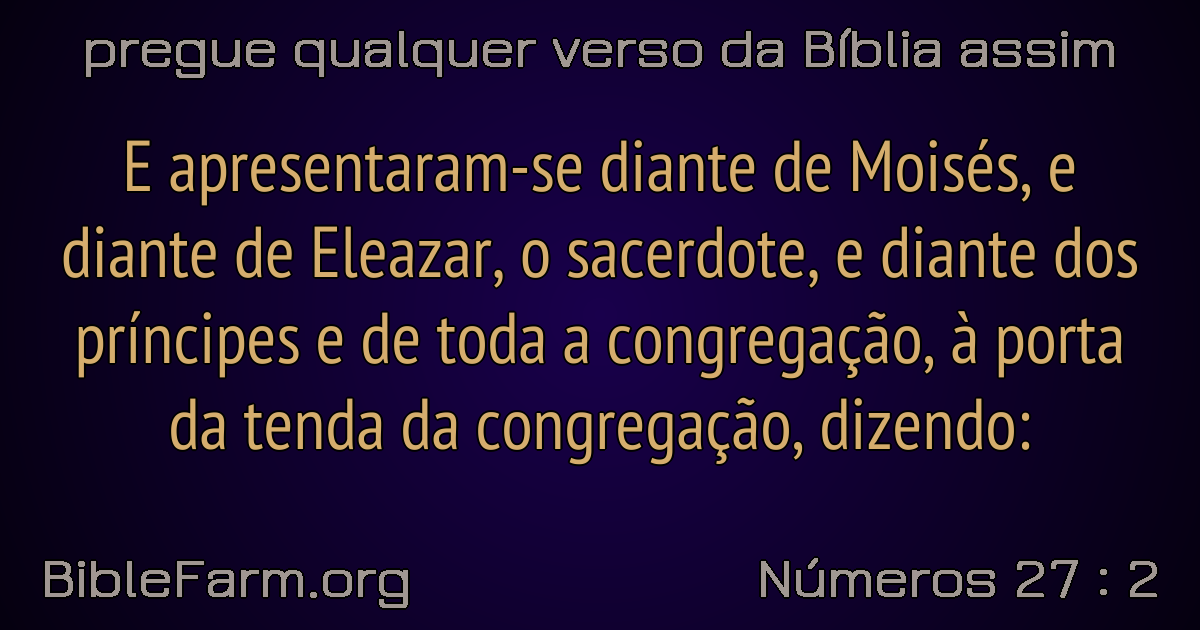 pregue qualquer verso da Bíblia assim
E apresentaram-se diante de Moisés, e
diante de Eleazar, o sacerdote, e diante dos
príncipes e de toda a congregação, à porta
da tenda da congregação, dizendo:
BibleFarm.org
Números 27 : 2